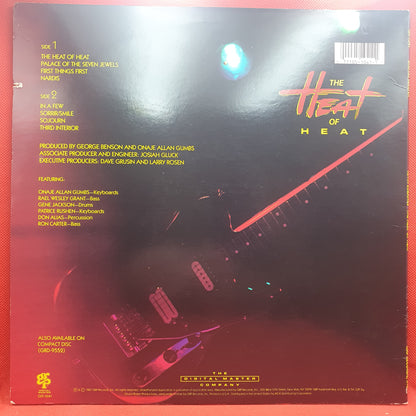 SIDE 1
THE HEAT OF HEAT
PALACE OF THE SEVEN JEWELS
FIRST THINGS FIRST
NARDIS
SIDE 2
IN A FEW
SORRIR/SMILE
SOJOURN
THIRD INTERIOR
PRODUCED BY GEORGE BENSON AND ONAJE ALLAN GUMBS
ASSOCIATE PRODUCER AND ENGINEER: JOSIAH GLUCK
EXECUTIVE PRODUCERS: DAVE GRUSIN AND LARRY ROSEN
FEATURING:
ONAJE ALLAN GUMBS—Keyboards
RAEL WESLEY GRANT—Bass
GENE JACKSON—Drums
PATRICE RUSHEN—Keyboards
DON ALIAS—Percussion
RON CARTER—Bass
THE
HEAT
OF
HEAT
ALSO AVAILABLE ON
COMPACT DISC
(GRD-9552)
GRP
THE
DIGITAL MASTER
COMPANY